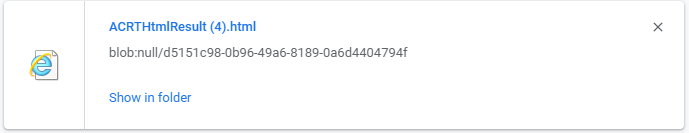 ACRTHtmlResult (4).html
blob:null/d5151c98-0b96-49a6-8189-0a6d4404794f
Show in folder